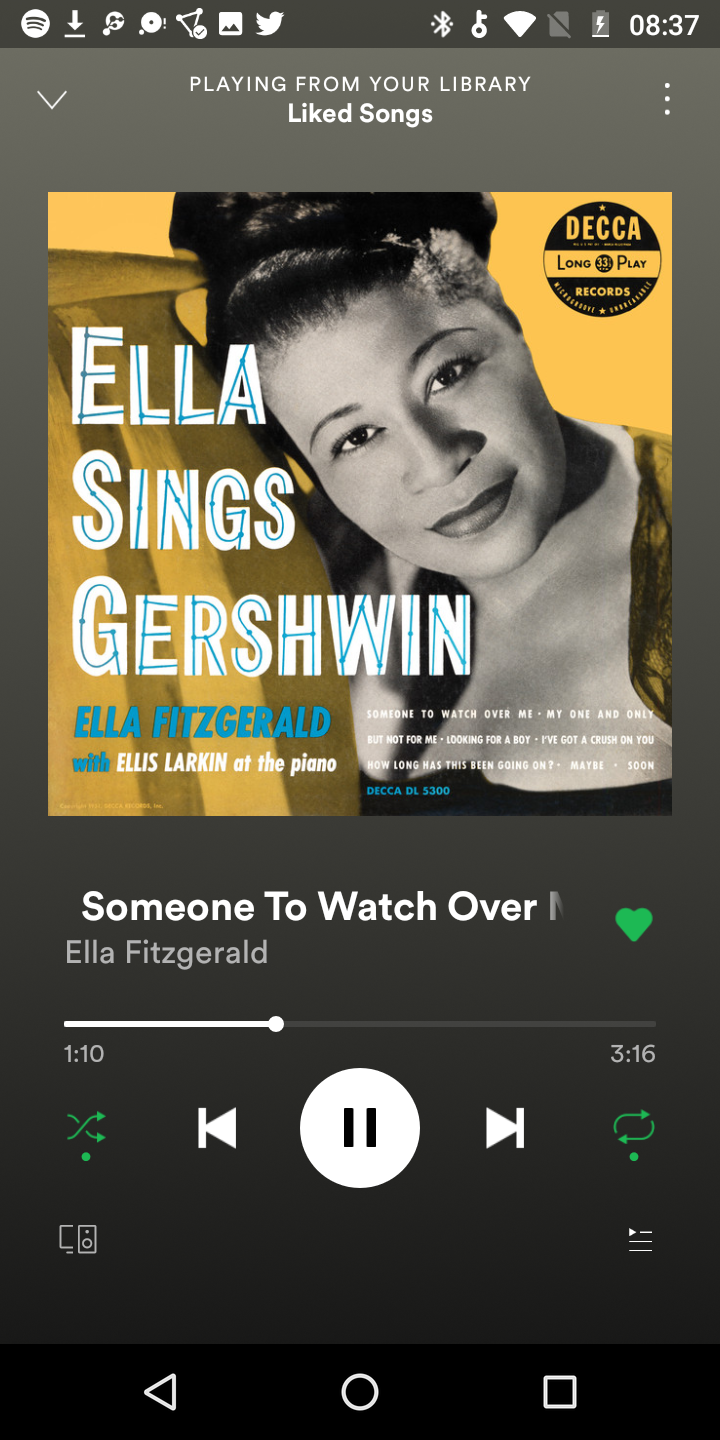 08:37
PLAYING FROM YOUR LIBRARY
Liked Songs
DECCA
LONG 33⅓ PLAY
RECORDS
MICROGROOVE ★ UNBREAKABLE
ELLA
SINGS
GERSHWIN
ELLA FITZGERALD
with ELLIS LARKIN at the piano
SOMEONE TO WATCH OVER ME · MY ONE AND ONLY
BUT NOT FOR ME · LOOKING FOR A BOY · I'VE GOT A CRUSH ON YOU
HOW LONG HAS THIS BEEN GOING ON? · MAYBE · SOON
DECCA DL 5300
Someone To Watch Over
Ella Fitzgerald
1:10
3:16